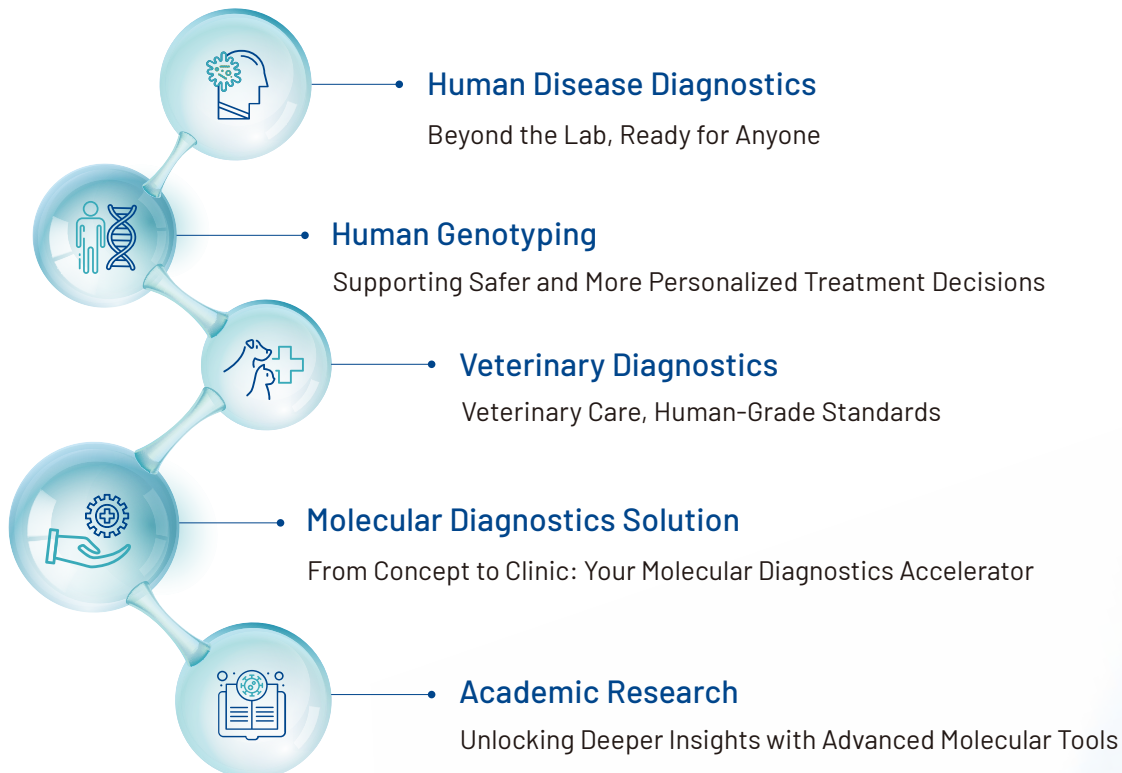 Human Disease Diagnostics
Beyond the Lab, Ready for Anyone
Human Genotyping
Supporting Safer and More Personalized Treatment Decisions
Veterinary Diagnostics
Veterinary Care, Human-Grade Standards
Molecular Diagnostics Solution
From Concept to Clinic: Your Molecular Diagnostics Accelerator
Academic Research
Unlocking Deeper Insights with Advanced Molecular Tools